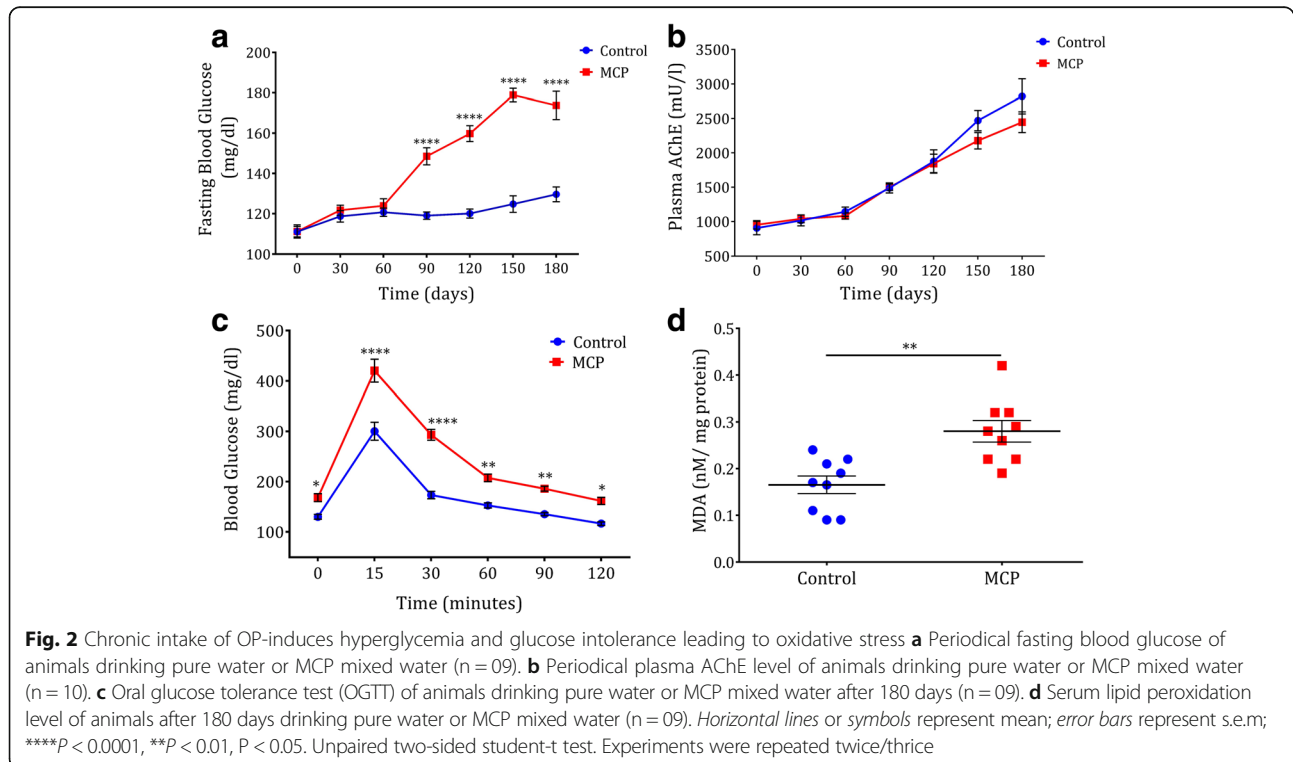 a
Control
MCP
200
180
160
140
120
100
Fasting Blood Glucose
(mg/dl)
****
****
****
****
0 30 60 90 120 150 180
Time (days)
b
Control
MCP
3500
3000
2500
2000
1500
1000
500
Plasma AChE (mU/l)
0 30 60 90 120 150 180
Time (days)
c
Control
MCP
500
400
300
200
100
Blood Glucose (mg/dl)
*
****
****
**
**
*
0 15 30 60 90 120
Time (minutes)
d
0.5
0.4
0.3
0.2
0.1
0.0
MDA (nM/ mg protein)
**
Control MCP
Fig. 2 Chronic intake of OP-induces hyperglycemia and glucose intolerance leading to oxidative stress a Periodical fasting blood glucose of
animals drinking pure water or MCP mixed water (n = 09). b Periodical plasma AChE level of animals drinking pure water or MCP mixed water
(n = 10). c Oral glucose tolerance test (OGTT) of animals drinking pure water or MCP mixed water after 180 days (n = 09). d Serum lipid peroxidation
level of animals after 180 days drinking pure water or MCP mixed water (n = 09). Horizontal lines or symbols represent mean; error bars represent s.e.m;
****P < 0.0001, **P < 0.01, P < 0.05. Unpaired two-sided student-t test. Experiments were repeated twice/thrice